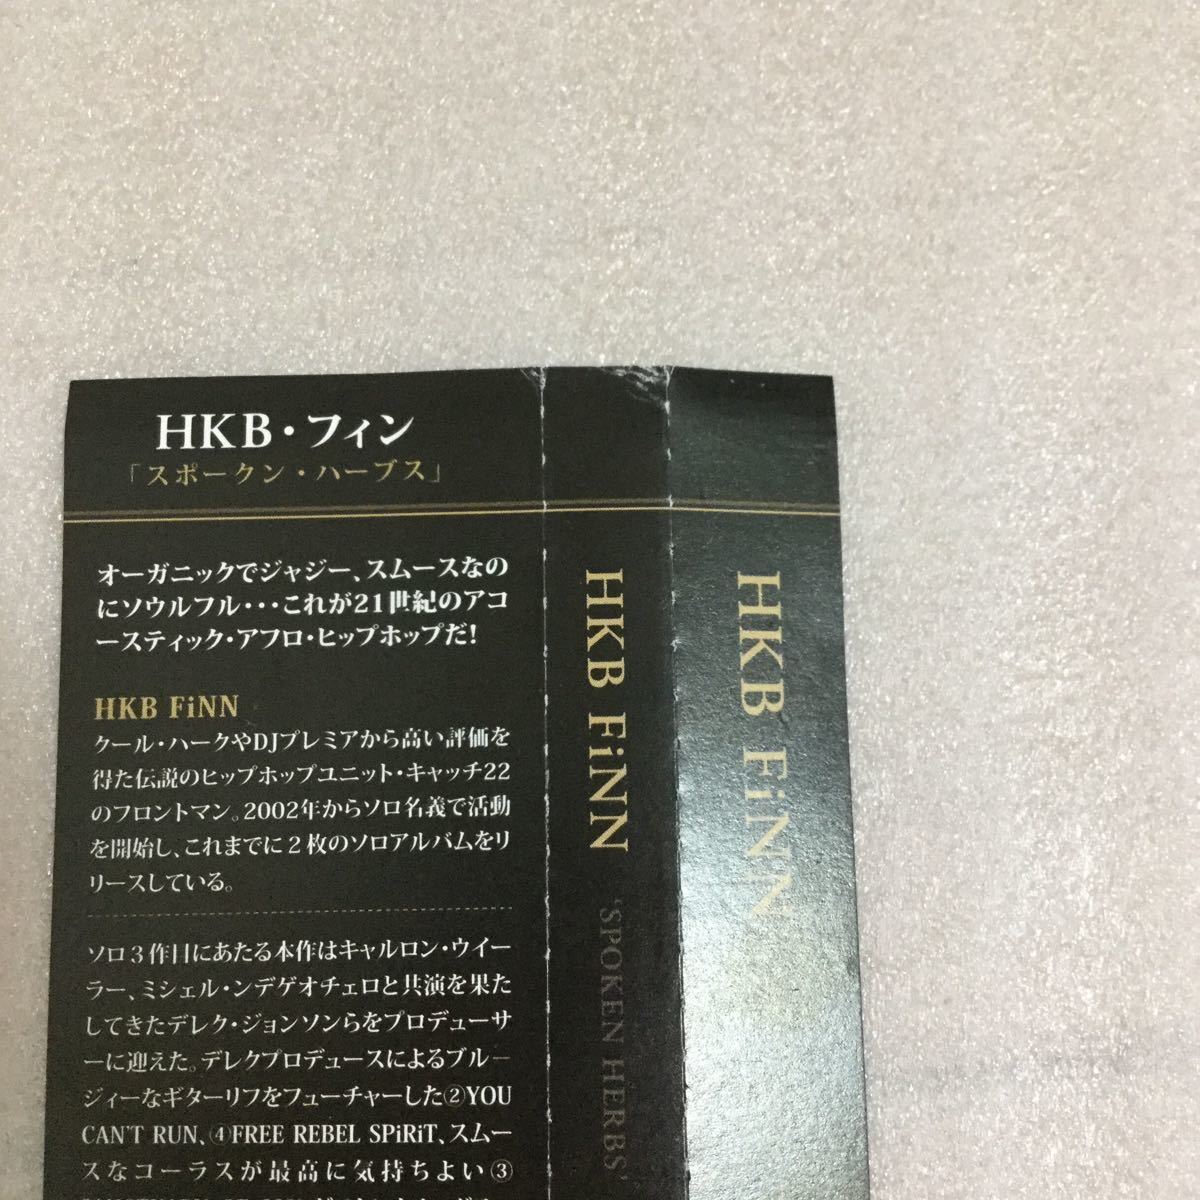 HKB・フィン
「スポークン・ハーブス」
オーガニックでジャジー、スムースなの
にソウルフル・・・これが21世紀のアコ
ースティック・アフロ・ヒップホップだ!
HKB FiNN
クール・ハークやDJプレミアから高い評価を
得た伝説のヒップホップユニット・キャッチ22
のフロントマン。2002年からソロ名義で活動
を開始し、これまでに2枚のソロアルバムをリ
リースしている。
ソロ3作目にあたる本作はキャルロン・ウイー
ラー、ミシェル・ンデゲオチェロと共演を果た
してきたデレク・ジョンソンらをプロデューサ
ーに迎えた。デレクプロデュースによるブル
ジィーなギターリフをフューチャーした②YOU
CAN'T RUN、④FREE REBEL SPiRiT、スムー
スなコーラスが最高に気持ちよい③
HKB FiNN 'SPOKEN HERBS'
HKB FiNN